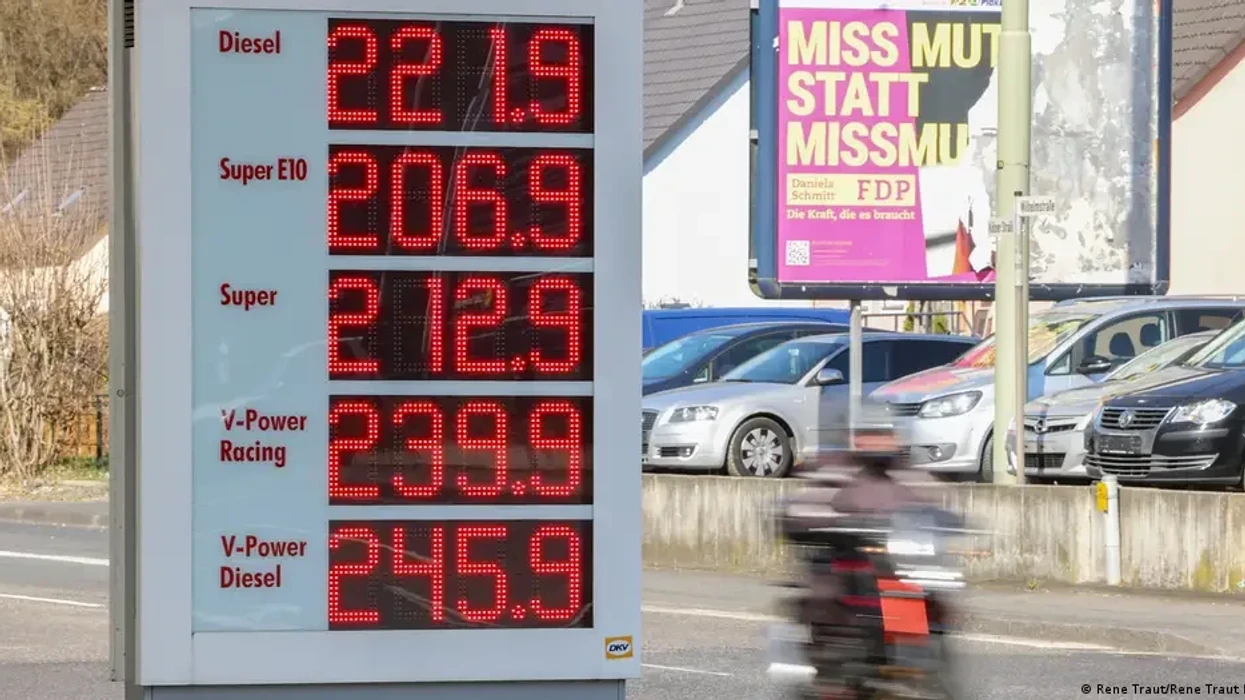 Diesel
221.9
Super E10
206.9
Super
212.9
V-Power
Racing
239.9
V-Power
Diesel
245.9
DKV
MISS MUT
STATT
MISSMU
Daniela
Schmitt
FDP
Die Kraft, die es braucht
Wilhelmstraße
© Rene Traut/Rene Traut